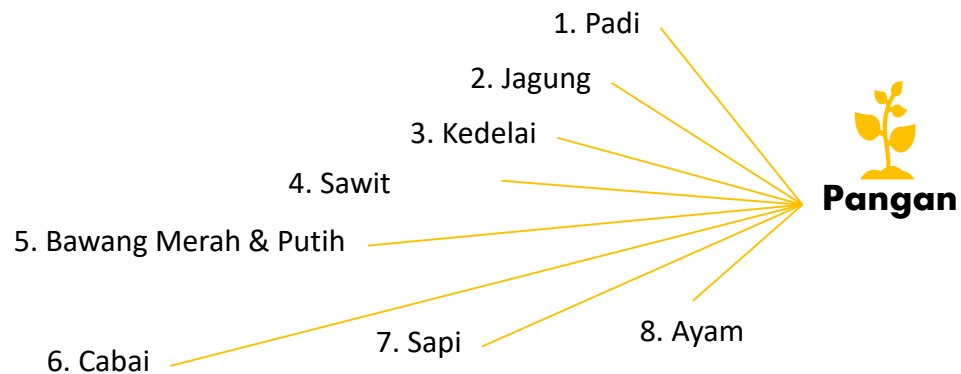 1. Padi
2. Jagung
3. Kedelai
4. Sawit
Pangan
5. Bawang Merah & Putih
6. Cabai
7. Sapi
8. Ayam